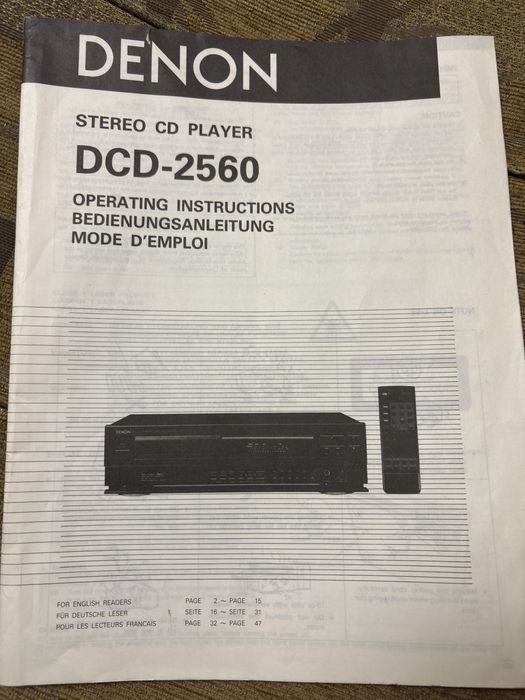 DENON
STEREO CD PLAYER
DCD-2560
OPERATING INSTRUCTIONS
BEDIENUNGSANLEITUNG
MODE D'EMPLOI
DENON
FOR ENGLISH READERS PAGE 2 ~ PAGE 15
FÜR DEUTSCHE LESER SEITE 16 ~ SEITE 31
POUR LES LECTEURS FRANCAIS PAGE 32 ~ PAGE 47